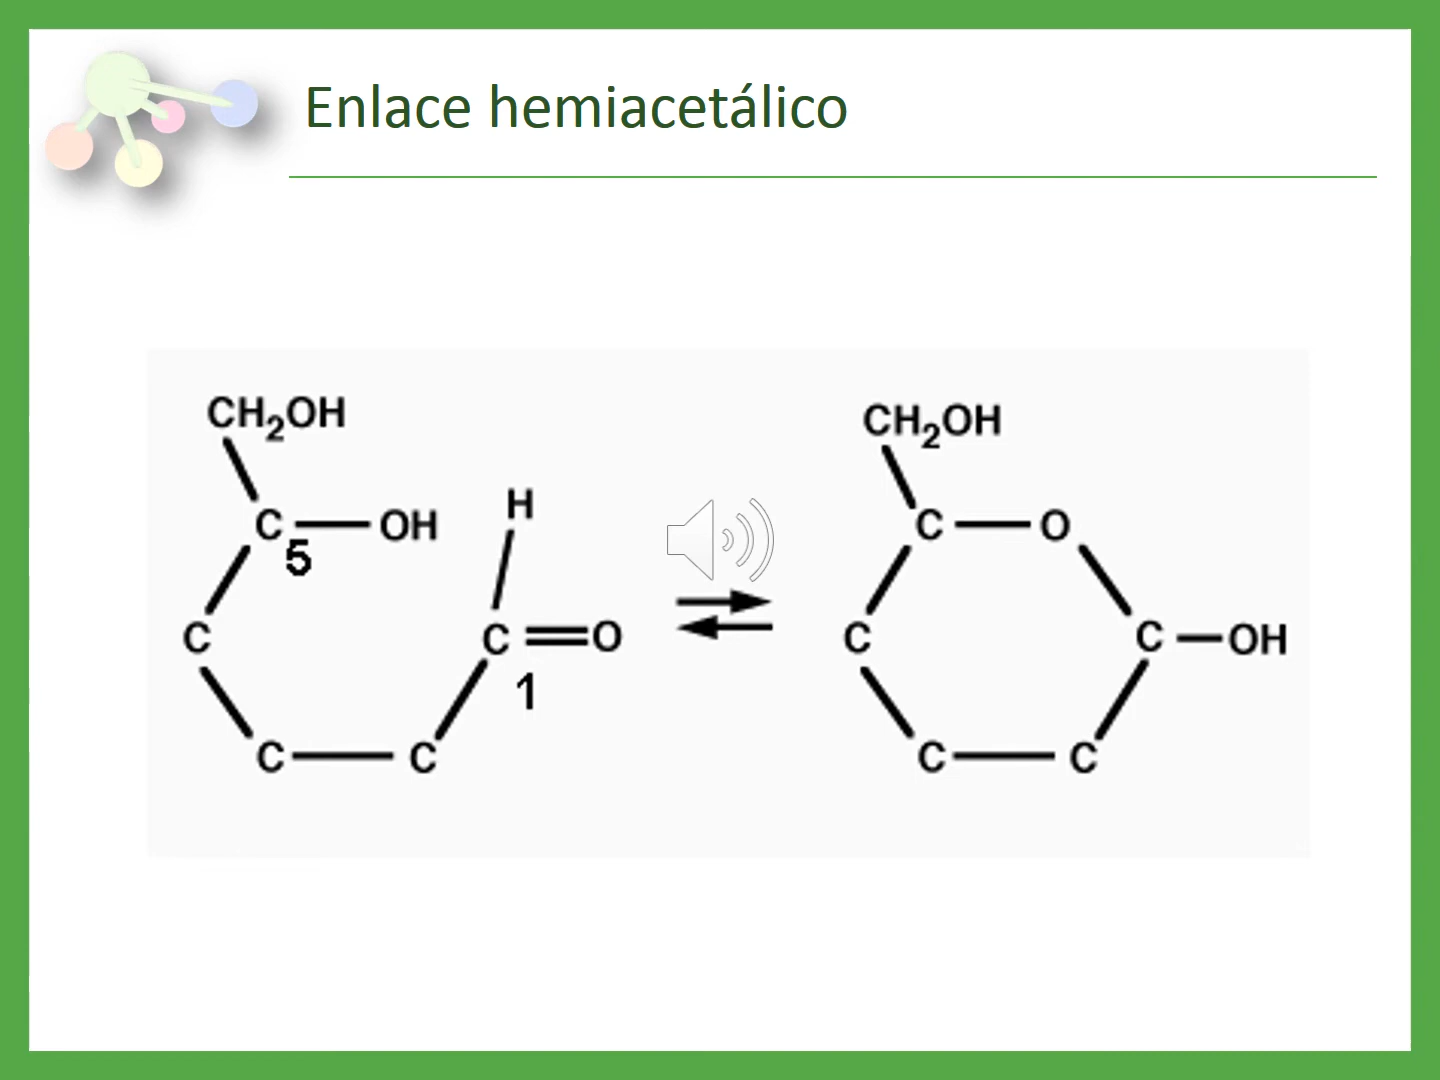 Enlace hemiacetálico
CH₂OH
C OH
5
H
C
C O
1
C C
CH₂OH
C O
C
C OH
C C